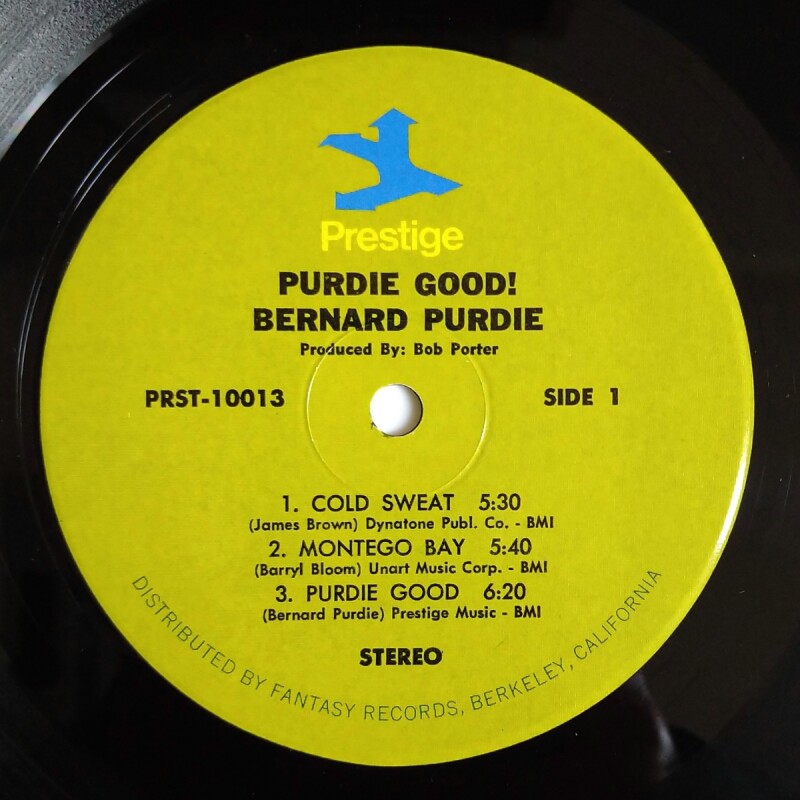 Prestige
PURDIE GOOD!
BERNARD PURDIE
Produced By: Bob Porter
PRST-10013
SIDE 1
1. COLD SWEAT 5:30
(James Brown) Dynatone Publ. Co. - BMI
2. MONTEGO BAY 5:40
(Barryl Bloom) Unart Music Corp. - BMI
3. PURDIE GOOD 6:20
(Bernard Purdie) Prestige Music - BMI
STEREO
DISTRIBUTED BY FANTASY RECORDS, BERKELEY, CALIFORNIA